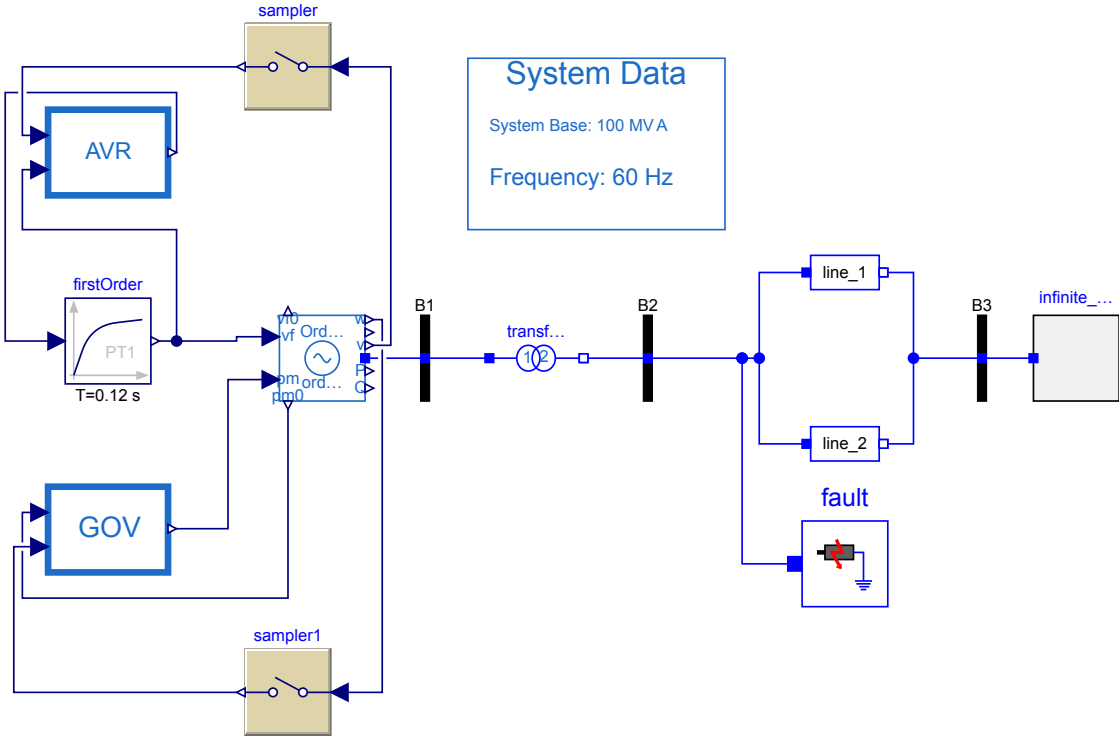 sampler
System Data
System Base: 100 MVA
Frequency: 60 Hz
AVR
firstOrder
PT1
T=0.12 s
vf0
w
vf
Ord...
v
P
pm
ord...
pm0
Q
B1
transf...
1
2
B2
line_1
B3
infinite_...
line_2
fault
GOV
sampler1